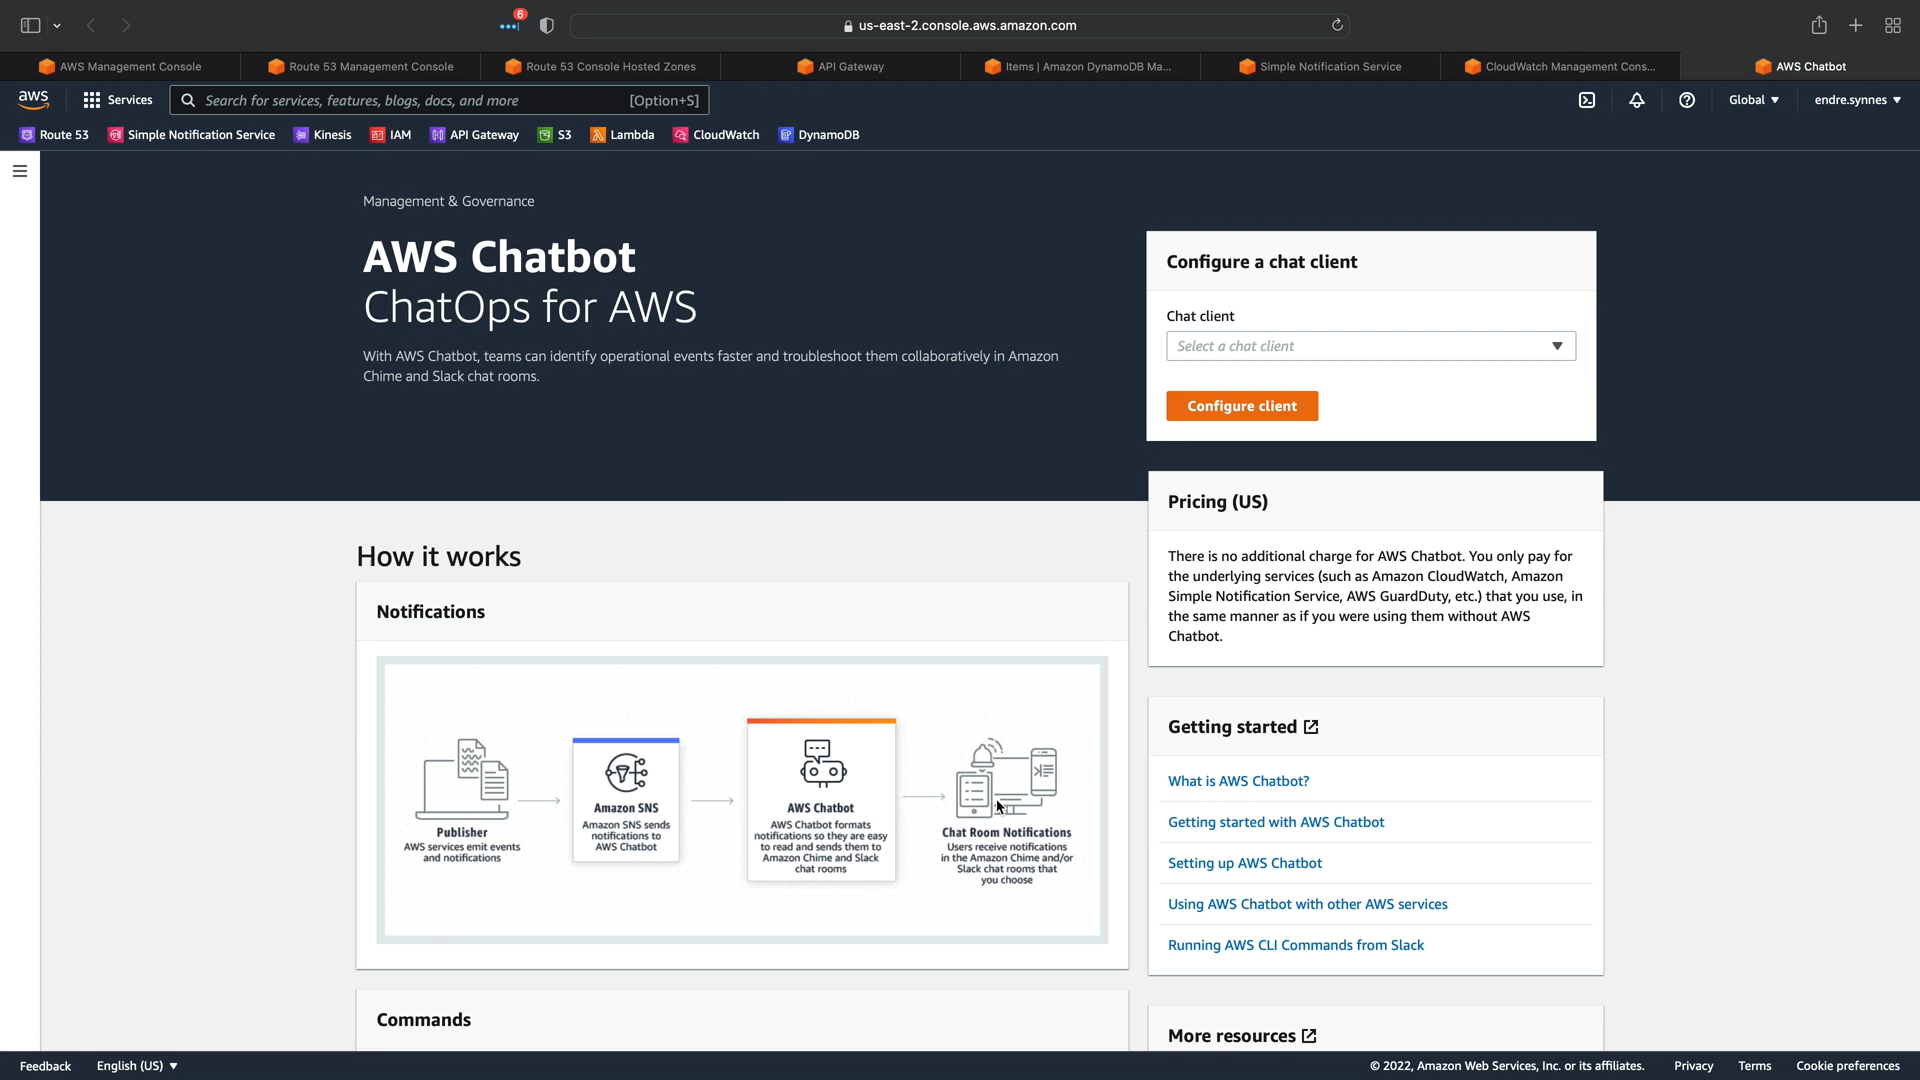 6
us-east-2.console.aws.amazon.com
AWS Management Console
Route 53 Management Console
Route 53 Console Hosted Zones
API Gateway
Items | Amazon DynamoDB Ma...
Simple Notification Service
CloudWatch Management Cons...
AWS Chatbot
aws
Services
Search for services, features, blogs, docs, and more
[Option+S]
Global
endre.synnes
Route 53
Simple Notification Service
Kinesis
IAM
API Gateway
S3
Lambda
CloudWatch
DynamoDB
Management & Governance
AWS Chatbot
ChatOps for AWS
With AWS Chatbot, teams can identify operational events faster and troubleshoot them collaboratively in Amazon
Chime and Slack chat rooms.
Configure a chat client
Chat client
Select a chat client
Configure client
Pricing (US)
There is no additional charge for AWS Chatbot. You only pay for
the underlying services (such as Amazon CloudWatch, Amazon
Simple Notification Service, AWS GuardDuty, etc.) that you use, in
the same manner as if you were using them without AWS
Chatbot.
How it works
Notifications
Publisher
AWS services emit events
and notifications
Amazon SNS
Amazon SNS sends
notifications to
AWS Chatbot
AWS Chatbot
AWS Chatbot formats
notifications so they are easy
to read and sends them to
Amazon Chime and Slack
chat rooms
Chat Room Notifications
Users receive notifications
in the Amazon Chime and/or
Slack chat rooms that
you choose
Getting started
What is AWS Chatbot?
Getting started with AWS Chatbot
Setting up AWS Chatbot
Using AWS Chatbot with other AWS services
Running AWS CLI Commands from Slack
Commands
More resources
Feedback
English (US)
© 2022, Amazon Web Services, Inc. or its affiliates.
Privacy
Terms
Cookie preferences